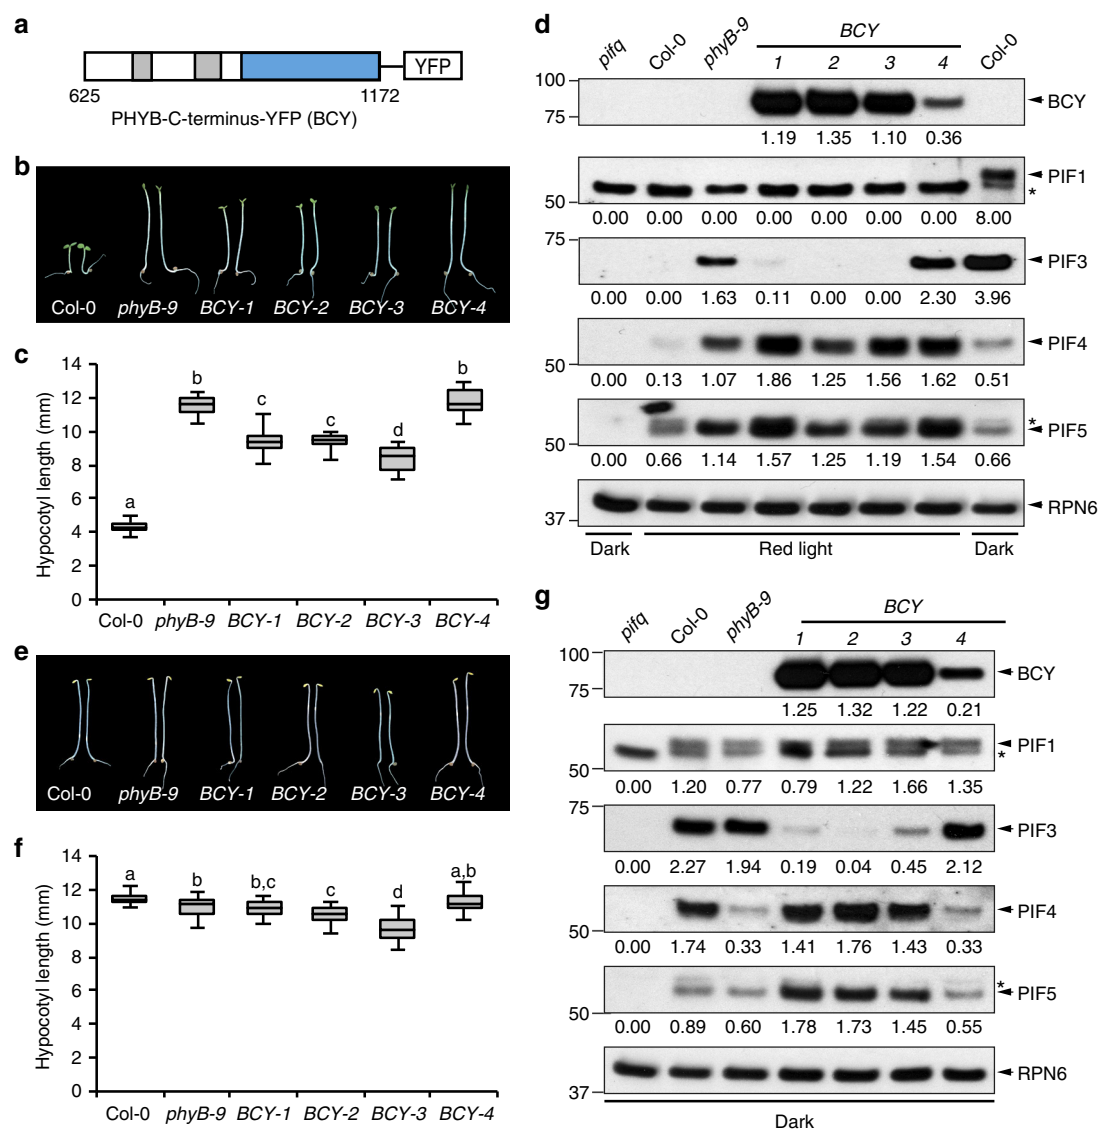 a
YFP
625 1172
PHYB-C-terminus-YFP (BCY)
b
Col-0 phyB-9 BCY-1 BCY-2 BCY-3 BCY-4
c
Hypocotyl length (mm)
14
12
10
8
6
4
2
0
a b c c d b
Col-0 phyB-9 BCY-1 BCY-2 BCY-3 BCY-4
d
pifq Col-0 phyB-9 BCY Col-0
1 2 3 4
100
75
BCY
1.19 1.35 1.10 0.36
PIF1
*
50
0.00 0.00 0.00 0.00 0.00 0.00 0.00 8.00
75
PIF3
0.00 0.00 1.63 0.11 0.00 0.00 2.30 3.96
PIF4
50
0.00 0.13 1.07 1.86 1.25 1.56 1.62 0.51
*
PIF5
50
0.00 0.66 1.14 1.57 1.25 1.19 1.54 0.66
RPN6
37
Dark Red light Dark
e
Col-0 phyB-9 BCY-1 BCY-2 BCY-3 BCY-4
f
Hypocotyl length (mm)
14
12
10
8
6
4
2
0
a b b,c c d a,b
Col-0 phyB-9 BCY-1 BCY-2 BCY-3 BCY-4
g
pifq Col-0 phyB-9 BCY
1 2 3 4
100
75
BCY
1.25 1.32 1.22 0.21
PIF1
*
50
0.00 1.20 0.77 0.79 1.22 1.66 1.35
75
PIF3
0.00 2.27 1.94 0.19 0.04 0.45 2.12
PIF4
50
0.00 1.74 0.33 1.41 1.76 1.43 0.33
*
PIF5
50
0.00 0.89 0.60 1.78 1.73 1.45 0.55
RPN6
37
Dark